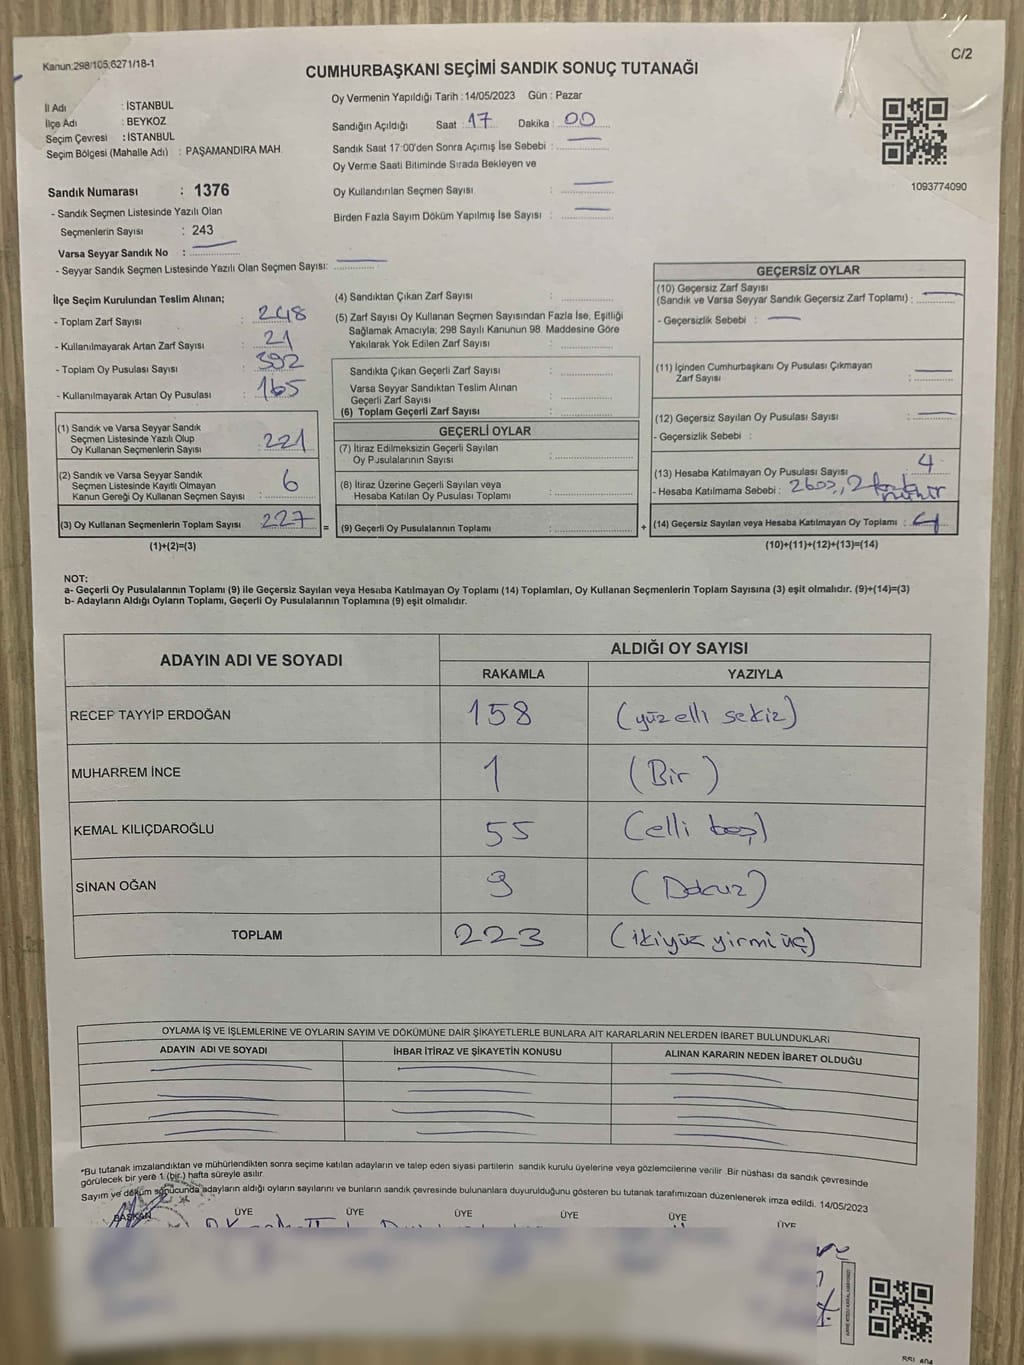 Kanun:298/105;6271/18-1
C/2
CUMHURBAŞKANI SEÇİMİ SANDIK SONUÇ TUTANAĞI
İl Adı : İSTANBUL
İlçe Adı : BEYKOZ
Seçim Çevresi : İSTANBUL
Seçim Bölgesi (Mahalle Adı) : PAŞAMANDIRA MAH
Oy Vermenin Yapıldığı Tarih : 14/05/2023 Gün : Pazar
Sandığın Açıldığı Saat : 17 Dakika : 00
Sandık Saat 17:00'den Sonra Açımış İse Sebebi :
Oy Verme Saati Bitiminde Sırada Bekleyen ve
Oy Kullandırılan Seçmen Sayısı :
Birden Fazla Sayım Döküm Yapılmış İse Sayısı :
1093774090
Sandık Numarası : 1376
- Sandık Seçmen Listesinde Yazılı Olan
Seçmenlerin Sayısı : 243
Varsa Seyyar Sandık No :
- Seyyar Sandık Seçmen Listesinde Yazılı Olan Seçmen Sayısı:
İlçe Seçim Kurulundan Teslim Alınan;
- Toplam Zarf Sayısı : 248
- Kullanılmayarak Artan Zarf Sayısı : 21
- Toplam Oy Pusulası Sayısı : 392
- Kullanılmayarak Artan Oy Pusulası : 165
(1) Sandık ve Varsa Seyyar Sandık
Seçmen Listesinde Yazılı Olup
Oy Kullanan Seçmenlerin Sayısı : 221
(2) Sandık ve Varsa Seyyar Sandık
Seçmen Listesinde Kayıtlı Olmayan
Kanun Gereği Oy Kullanan Seçmen Sayısı : 6
(3) Oy Kullanan Seçmenlerin Toplam Sayısı : 227 =
(1)+(2)=(3)
(4) Sandıktan Çıkan Zarf Sayısı :
(5) Zarf Sayısı Oy Kullanan Seçmen Sayısından Fazla İse, Eşitliği
Sağlamak Amacıyla; 298 Sayılı Kanunun 98. Maddesine Göre
Yakılarak Yok Edilen Zarf Sayısı :
Sandıkta Çıkan Geçerli Zarf Sayısı :
Varsa Seyyar Sandıktan Teslim Alınan
Geçerli Zarf Sayısı :
(6) Toplam Geçerli Zarf Sayısı :
GEÇERLİ OYLAR
(7) İtiraz Edilmeksizin Geçerli Sayılan
Oy Pusulalarının Sayısı :
(8) İtiraz Üzerine Geçerli Sayılan veya
Hesaba Katılan Oy Pusulası Toplamı :
(9) Geçerli Oy Pusulalarının Toplamı : +
GEÇERSİZ OYLAR
(10) Geçersiz Zarf Sayısı
(Sandık ve Varsa Seyyar Sandık Geçersiz Zarf Toplamı) :
- Geçersizlik Sebebi :
(11) İçinden Cumhurbaşkanı Oy Pusulası Çıkmayan
Zarf Sayısı :
(12) Geçersiz Sayılan Oy Pusulası Sayısı :
- Geçersizlik Sebebi :
(13) Hesaba Katılmayan Oy Pusulası Sayısı : 4
- Hesaba Katılmama Sebebi : 2 boş, 2 fazla mühür
(14) Geçersiz Sayılan veya Hesaba Katılmayan Oy Toplamı : 4
(10)+(11)+(12)+(13)=(14)
NOT:
a- Geçerli Oy Pusulalarının Toplamı (9) ile Geçersiz Sayılan veya Hesaba Katılmayan Oy Toplamı (14) Toplamları, Oy Kullanan Seçmenlerin Toplam Sayısına (3) eşit olmalıdır. (9)+(14)=(3)
b- Adayların Aldığı Oyların Toplamı, Geçerli Oy Pusulalarının Toplamına (9) eşit olmalıdır.
ADAYIN ADI VE SOYADI ALDIĞI OY SAYISI
RAKAMLA YAZIYLA
RECEP TAYYİP ERDOĞAN 158 (yüz elli sekiz)
MUHARREM İNCE 1 (Bir)
KEMAL KILIÇDAROĞLU 55 (elli beş)
SİNAN OĞAN 9 (Dokuz)
TOPLAM 223 (ikiyüz yirmi üç)
OYLAMA İŞ VE İŞLEMLERİNE VE OYLARIN SAYIM VE DÖKÜMÜNE DAİR ŞİKAYETLERLE BUNLARA AİT KARARLARIN NELERDEN İBARET BULUNDUKLARI
ADAYIN ADI VE SOYADI İHBAR İTİRAZ VE ŞİKAYETİN KONUSU ALINAN KARARIN NEDEN İBARET OLDUĞU
*Bu tutanak imzalandıktan ve mühürlendikten sonra seçime katılan adayların ve talep eden siyasi partilerin sandık kurulu üyelerine veya gözlemcilerine verilir. Bir nüshası da sandık çevresinde
görülecek bir yere 1 (bir) hafta süreyle asılır.
Sayım ve döküm sonucunda adayların aldığı oyların sayılarını ve bunların sandık çevresinde bulunanlara duyurulduğunu gösteren bu tutanak tarafımızdan düzenlenerek imza edildi. 14/05/2023
BAŞKAN ÜYE ÜYE ÜYE ÜYE ÜYE